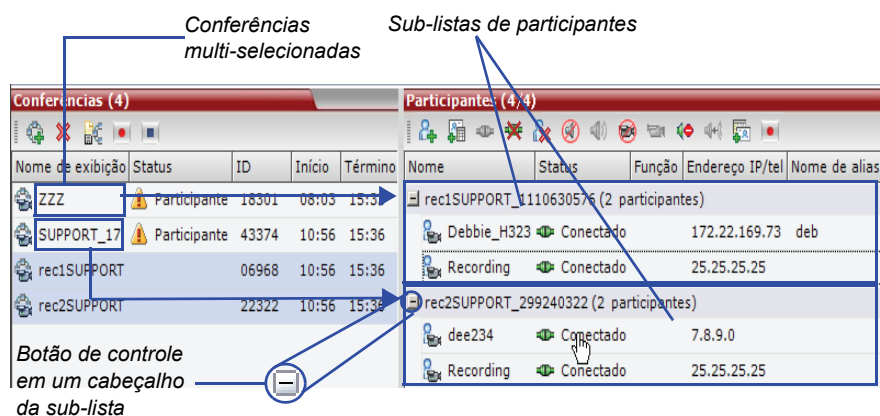 Conferências
multi-selecionadas
Sub-listas de participantes
Conferências (4)
Nome de exibição Status ID Início Término
ZZZ Participante 18301 08:03 15:3
SUPPORT_17 Participante 43374 10:56 15:36
rec1SUPPORT 06968 10:56 15:36
rec2SUPPORT 22322 10:56 15:36
Participantes (4/4)
Nome Status Função Endereço IP/tel Nome de alias
rec1SUPPORT_1110630576 (2 participantes)
Debbie_H323 Conectado 172.22.169.73 deb
Recording Conectado 25.25.25.25
rec2SUPPORT_299240322 (2 participantes)
dee234 Conectado 7.8.9.0
Recording Conectado 25.25.25.25
Botão de controle
em um cabeçalho
da sub-lista